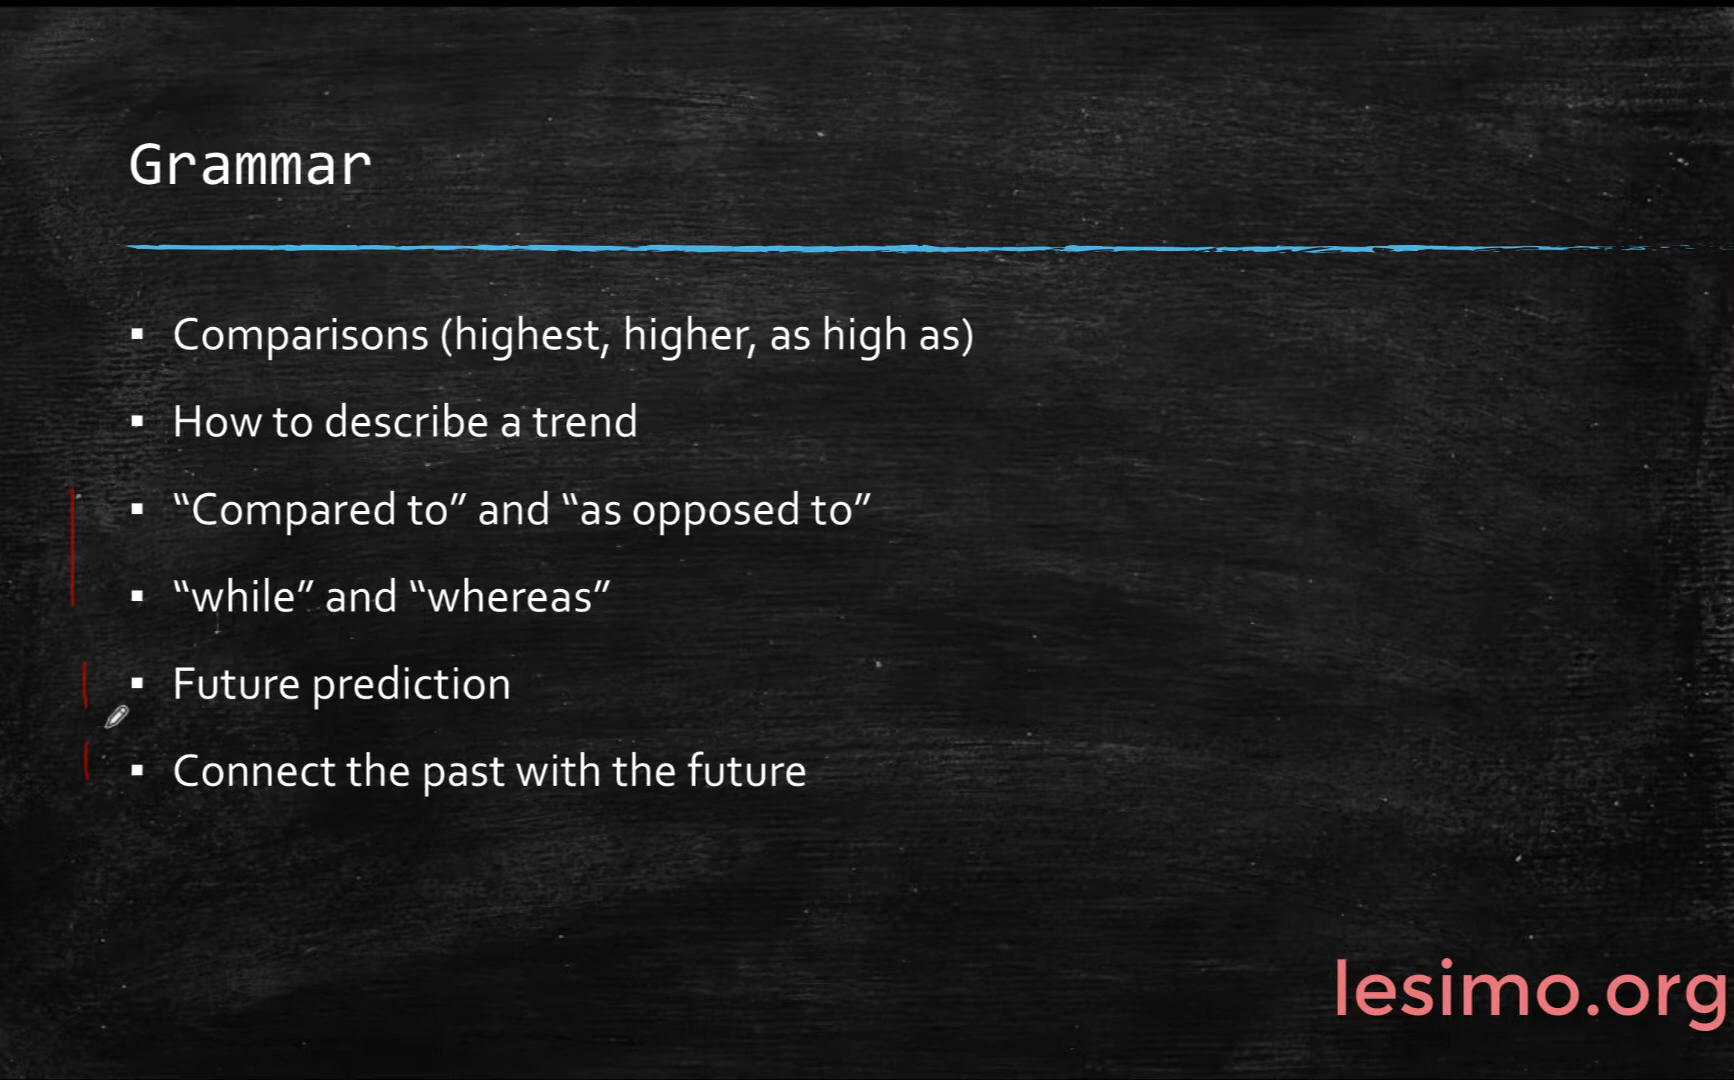 Grammar
▪ Comparisons (highest, higher, as high as)
▪ How to describe a trend
▪ “Compared to” and “as opposed to”
▪ “while” and “whereas”
▪ Future prediction
▪ Connect the past with the future
lesimo.org